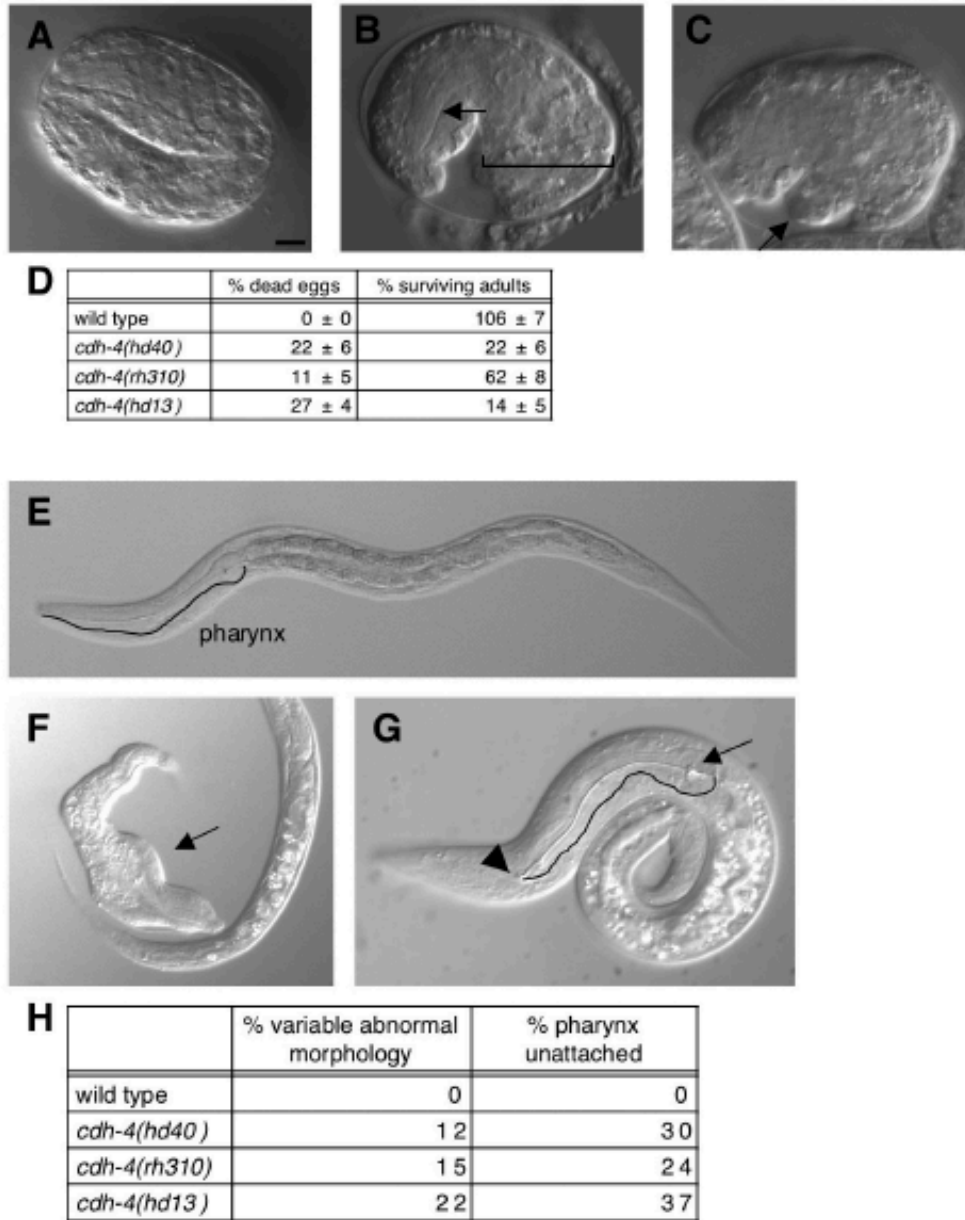 A
B
C
D
% dead eggs % surviving adults
wild type 0 ± 0 106 ± 7
cdh-4(hd40) 22 ± 6 22 ± 6
cdh-4(rh310) 11 ± 5 62 ± 8
cdh-4(hd13) 27 ± 4 14 ± 5
E
pharynx
F
G
H
% variable abnormal morphology % pharynx unattached
wild type 0 0
cdh-4(hd40) 12 30
cdh-4(rh310) 15 24
cdh-4(hd13) 22 37